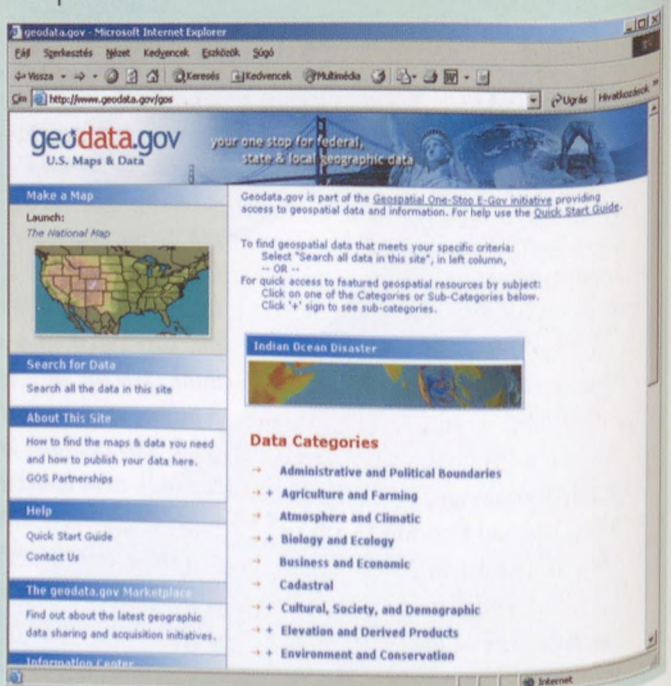 geodata.gov - Microsoft Internet Explorer
Fájl Szerkesztés Nézet Kedvencek Eszközök Súgó
Vissza Keresés Kedvencek Multimédia
Cím http://www.geodata.gov/gos Ugrás Hivatkozások
geodata.gov
U.S. Maps & Data
your one stop for federal,
state & local geographic data
Make a Map
Launch:
The National Map
Search for Data
Search all the data in this site
About This Site
How to find the maps & data you need
and how to publish your data here.
GOS Partnerships
Help
Quick Start Guide
Contact Us
The geodata.gov Marketplace
Find out about the latest geographic
data sharing and acquisition initiatives.
Information Center
Geodata.gov is part of the Geospatial One-Stop E-Gov initiative providing
access to geospatial data and information. For help use the Quick Start Guide.
To find geospatial data that meets your specific criteria:
Select "Search all data in this site", in left column,
-- OR --
For quick access to featured geospatial resources by subject:
Click on one of the Categories or Sub-Categories below.
Click '+' sign to see sub-categories.
Indian Ocean Disaster
Data Categories
→ Administrative and Political Boundaries
→ + Agriculture and Farming
→ Atmosphere and Climatic
→ + Biology and Ecology
Business and Economic
Cadastral
→ + Cultural, Society, and Demographic
→ + Elevation and Derived Products
→ + Environment and Conservation
Internet